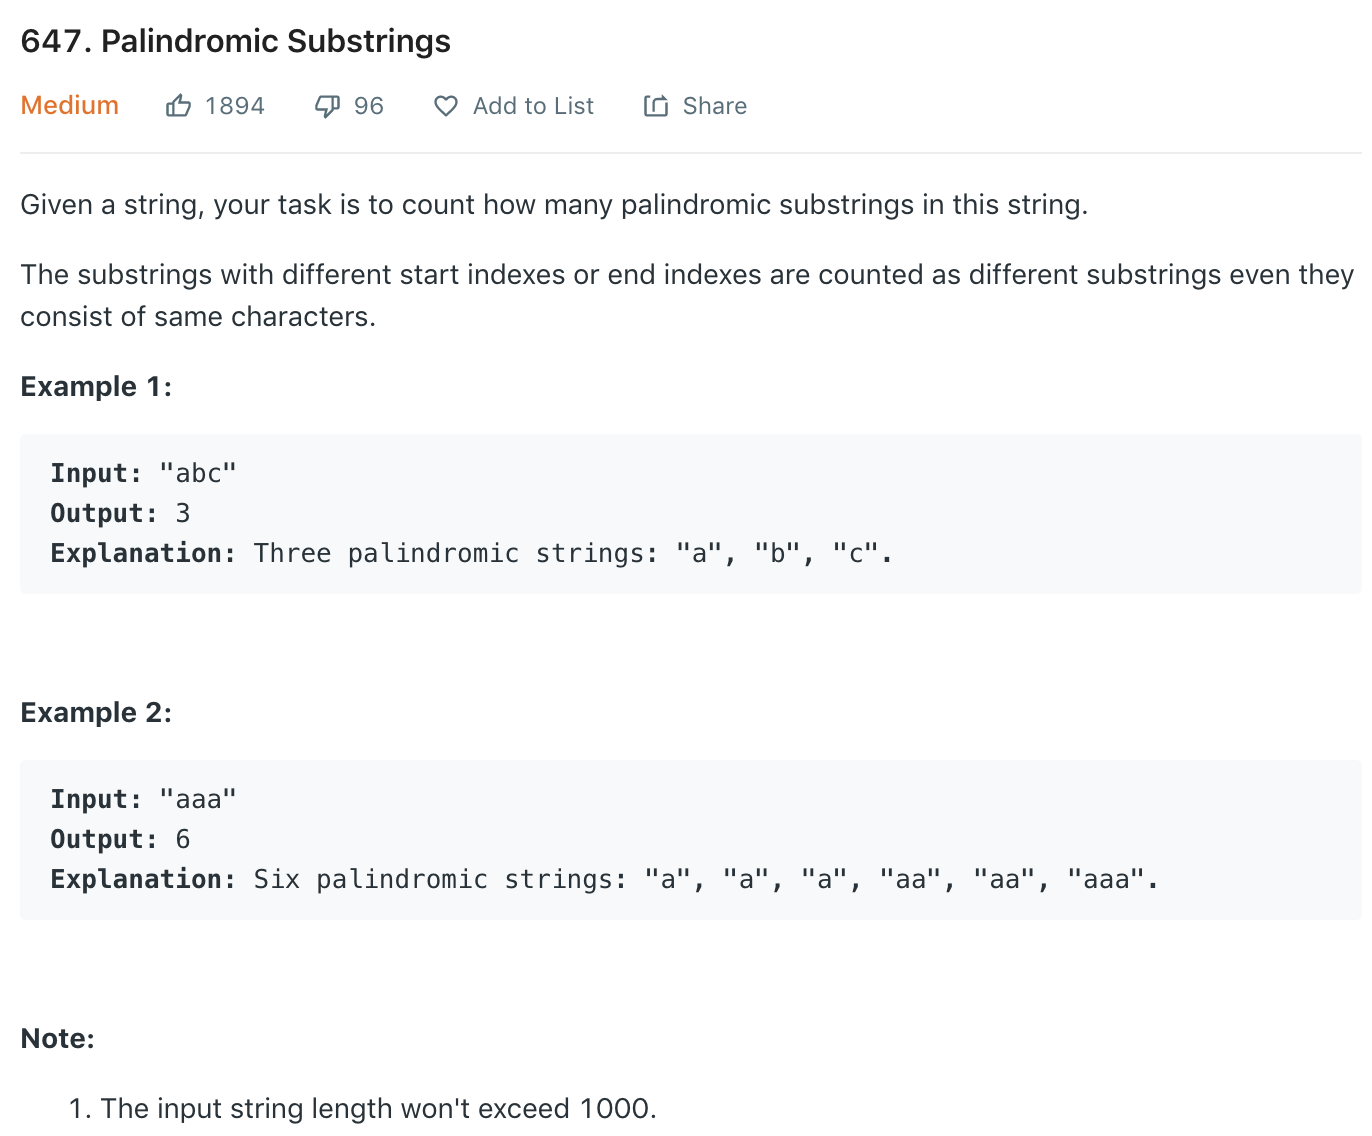 647. Palindromic Substrings
Medium 1894 96 Add to List Share
Given a string, your task is to count how many palindromic substrings in this string.
The substrings with different start indexes or end indexes are counted as different substrings even they
consist of same characters.
Example 1:
Input: "abc"
Output: 3
Explanation: Three palindromic strings: "a", "b", "c".
Example 2:
Input: "aaa"
Output: 6
Explanation: Six palindromic strings: "a", "a", "a", "aa", "aa", "aaa".
Note:
1. The input string length won't exceed 1000.